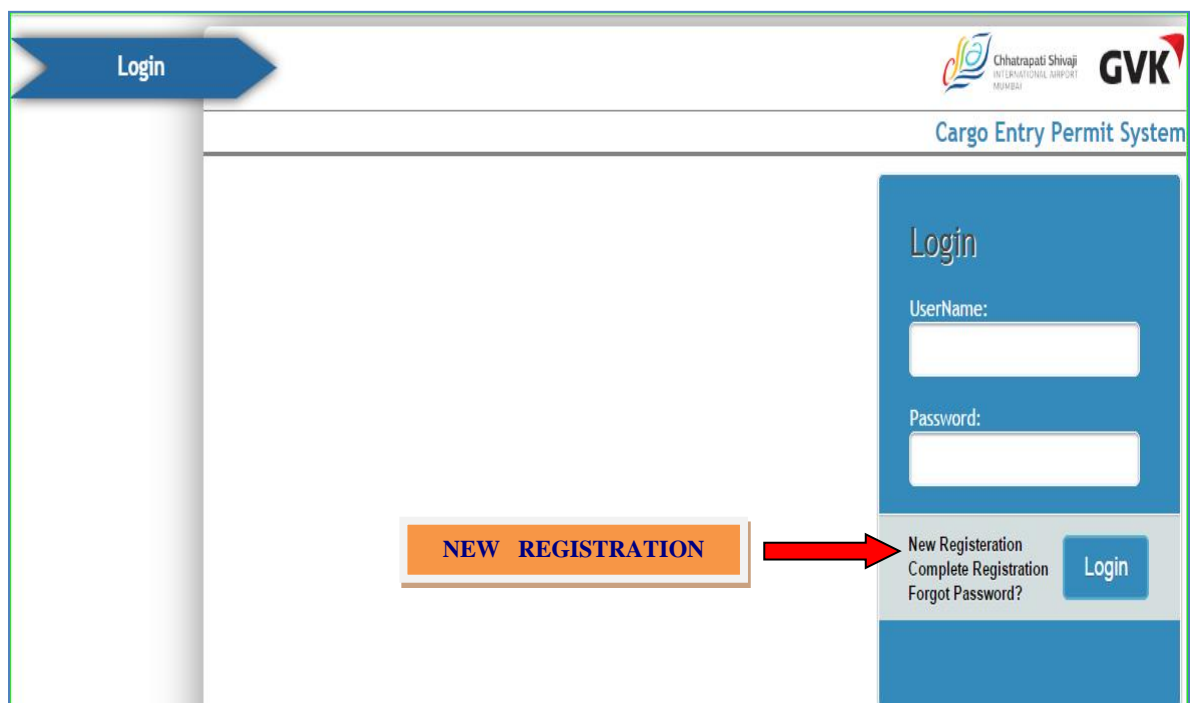 Login
Chhatrapati Shivaji
INTERNATIONAL AIRPORT
MUMBAI
GVK
Cargo Entry Permit System
Login
UserName:
Password:
NEW REGISTRATION
New Registeration
Complete Registration
Forgot Password?
Login